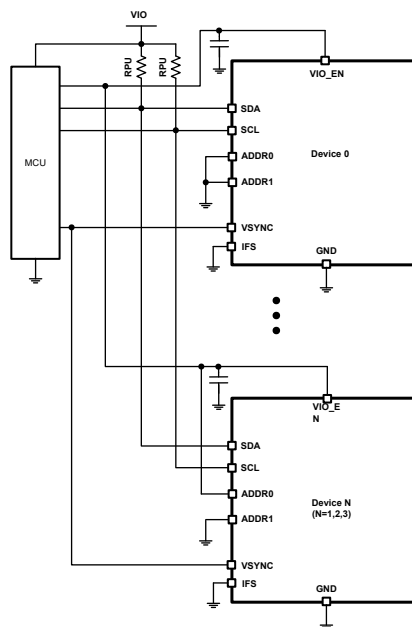 VIO
RPU
RPU
VIO_EN
SDA
SCL
MCU
ADDR0
Device 0
ADDR1
VSYNC
IFS
GND
VIO_E
N
SDA
SCL
ADDR0
Device N
(N=1,2,3)
ADDR1
VSYNC
IFS
GND